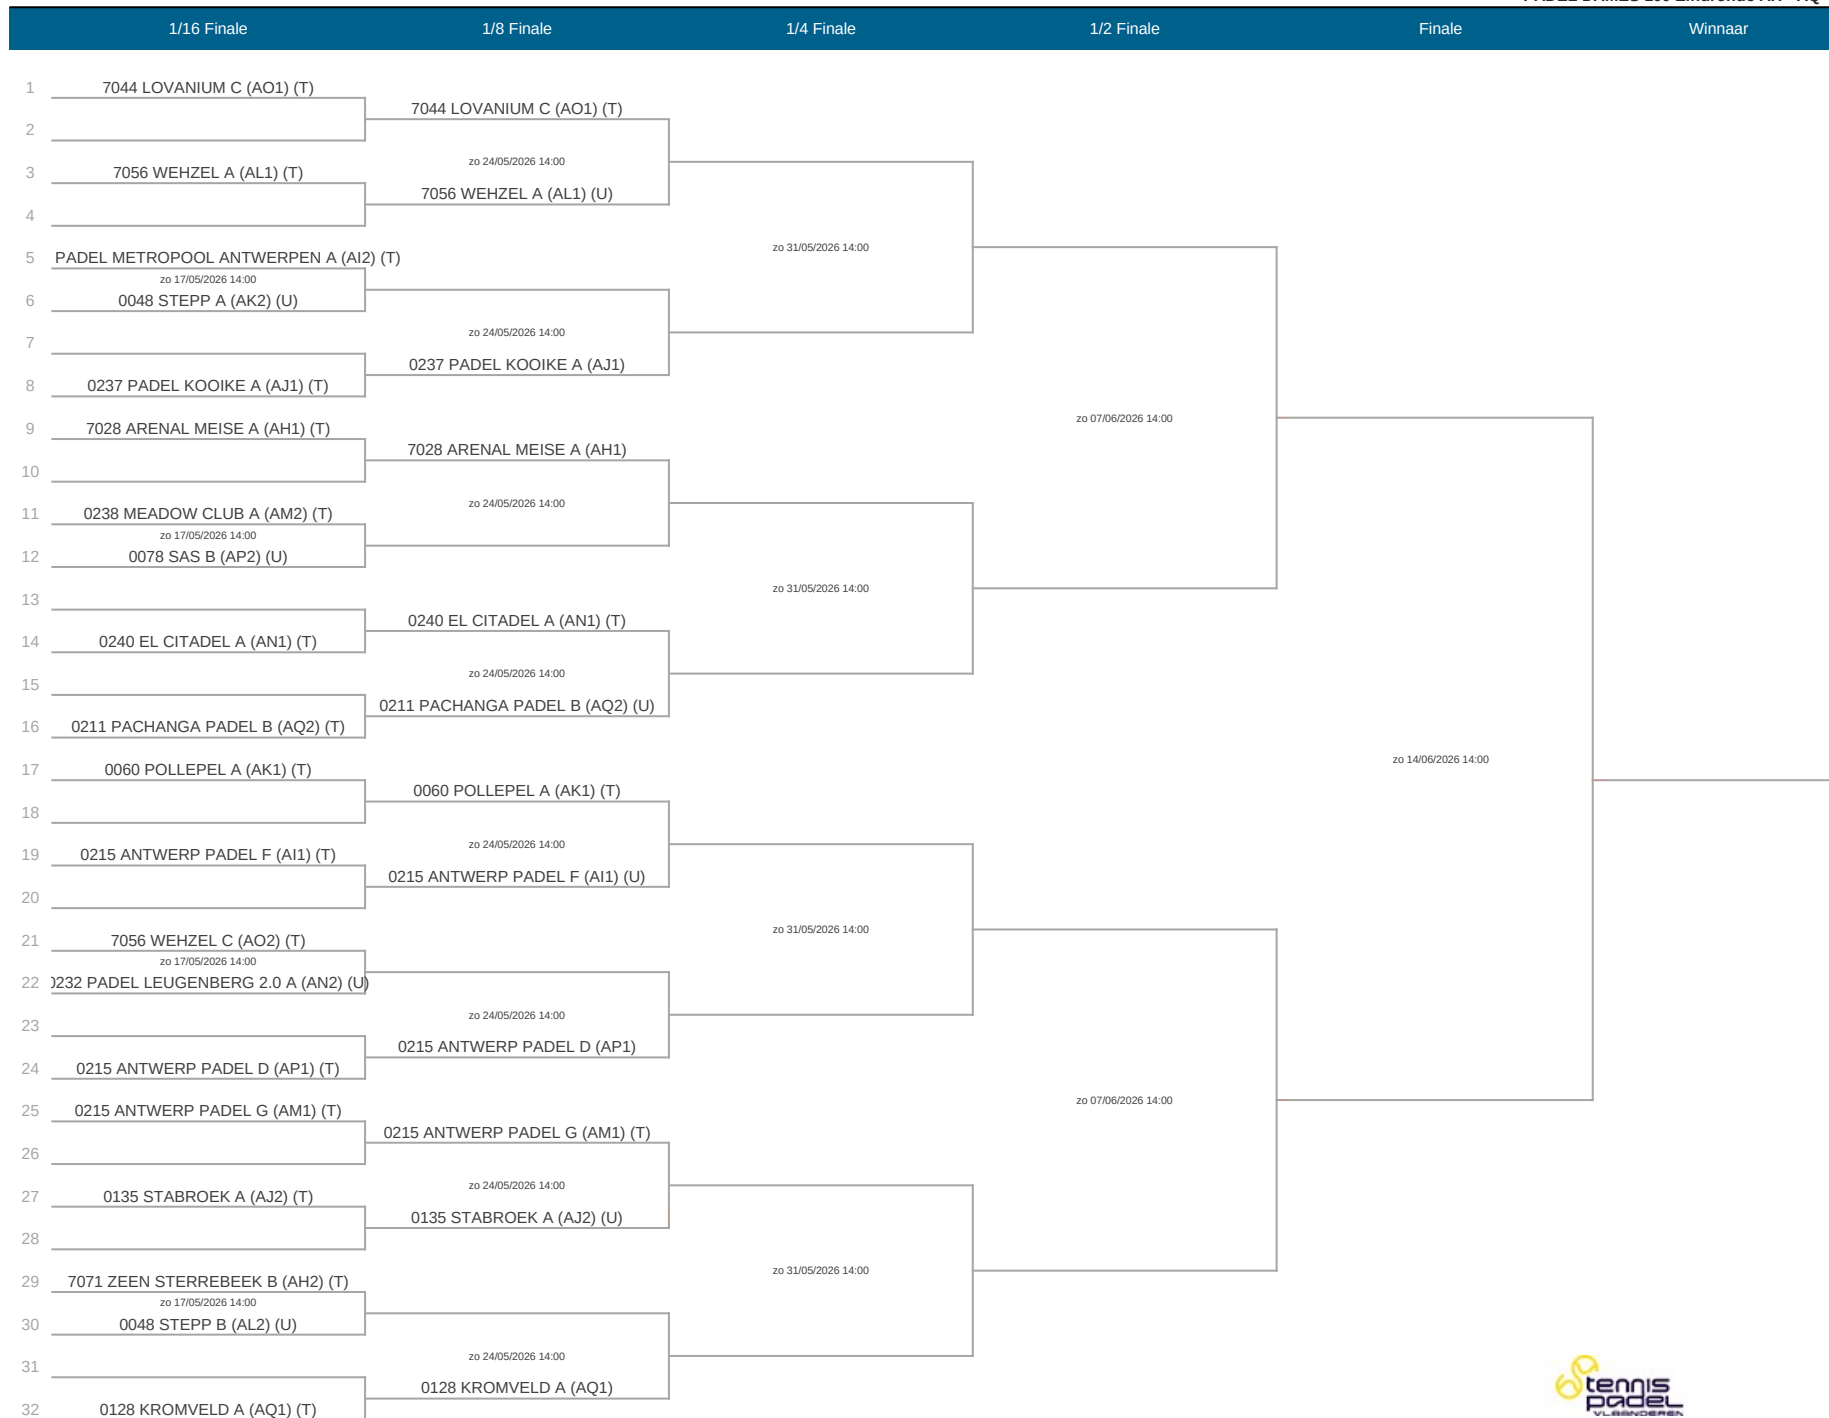 1/16 Finale 1/8 Finale 1/4 Finale 1/2 Finale Finale Winnaar
1 7044 LOVANIUM C (AO1) (T)
7044 LOVANIUM C (AO1) (T)
2
zo 24/05/2026 14:00
3 7056 WEHZEL A (AL1) (T)
7056 WEHZEL A (AL1) (U)
4
zo 31/05/2026 14:00
5 PADEL METROPOOL ANTWERPEN A (AI2) (T)
zo 17/05/2026 14:00
6 0048 STEPP A (AK2) (U)
zo 24/05/2026 14:00
7
0237 PADEL KOOIKE A (AJ1)
8 0237 PADEL KOOIKE A (AJ1) (T)
zo 07/06/2026 14:00
9 7028 ARENAL MEISE A (AH1) (T)
7028 ARENAL MEISE A (AH1)
10
zo 24/05/2026 14:00
11 0238 MEADOW CLUB A (AM2) (T)
zo 17/05/2026 14:00
12 0078 SAS B (AP2) (U)
zo 31/05/2026 14:00
13
0240 EL CITADEL A (AN1) (T)
14 0240 EL CITADEL A (AN1) (T)
zo 24/05/2026 14:00
15
0211 PACHANGA PADEL B (AQ2) (U)
16 0211 PACHANGA PADEL B (AQ2) (T)
zo 14/06/2026 14:00
17 0060 POLLEPEL A (AK1) (T)
0060 POLLEPEL A (AK1) (T)
18
zo 24/05/2026 14:00
19 0215 ANTWERP PADEL F (AI1) (T)
0215 ANTWERP PADEL F (AI1) (U)
20
zo 31/05/2026 14:00
21 7056 WEHZEL C (AO2) (T)
zo 17/05/2026 14:00
22 0232 PADEL LEUGENBERG 2.0 A (AN2) (U)
zo 24/05/2026 14:00
23
0215 ANTWERP PADEL D (AP1)
24 0215 ANTWERP PADEL D (AP1) (T)
zo 07/06/2026 14:00
25 0215 ANTWERP PADEL G (AM1) (T)
0215 ANTWERP PADEL G (AM1) (T)
26
zo 24/05/2026 14:00
27 0135 STABROEK A (AJ2) (T)
0135 STABROEK A (AJ2) (U)
28
zo 31/05/2026 14:00
29 7071 ZEEN STERREBEEK B (AH2) (T)
zo 17/05/2026 14:00
30 0048 STEPP B (AL2) (U)
zo 24/05/2026 14:00
31
0128 KROMVELD A (AQ1)
32 0128 KROMVELD A (AQ1) (T)
tennis
padel
VLAANDEREN